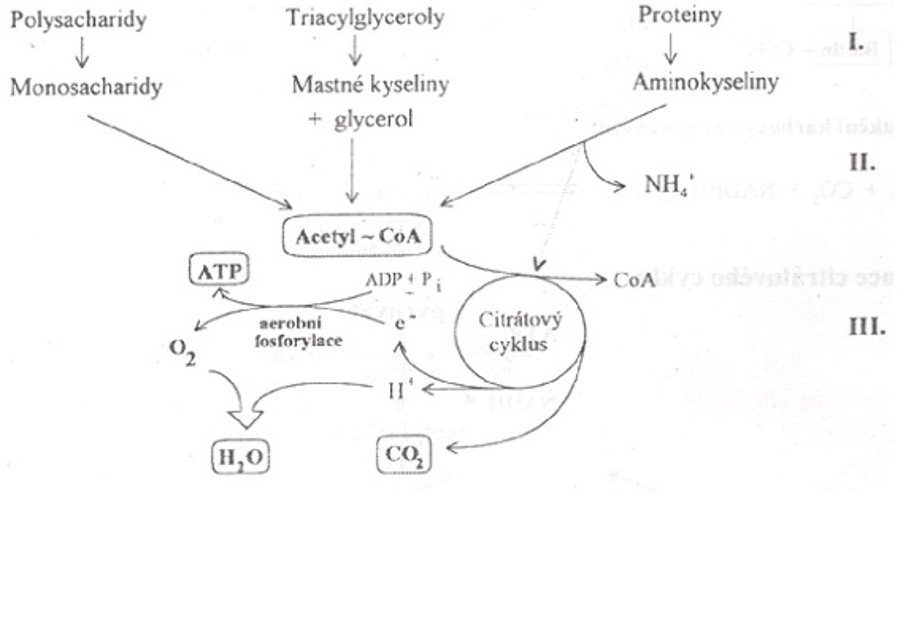 Polysacharidy
Triacylglyceroly
Proteiny
I.
Monosacharidy
Mastné kyseliny
+ glycerol
Aminokyseliny
II.
NH4+
Acetyl ~ CoA
ATP
ADP + Pi
CoA
aerobní
fosforylace
e-
Citrátový
cyklus
III.
O2
H+
H2O
CO2